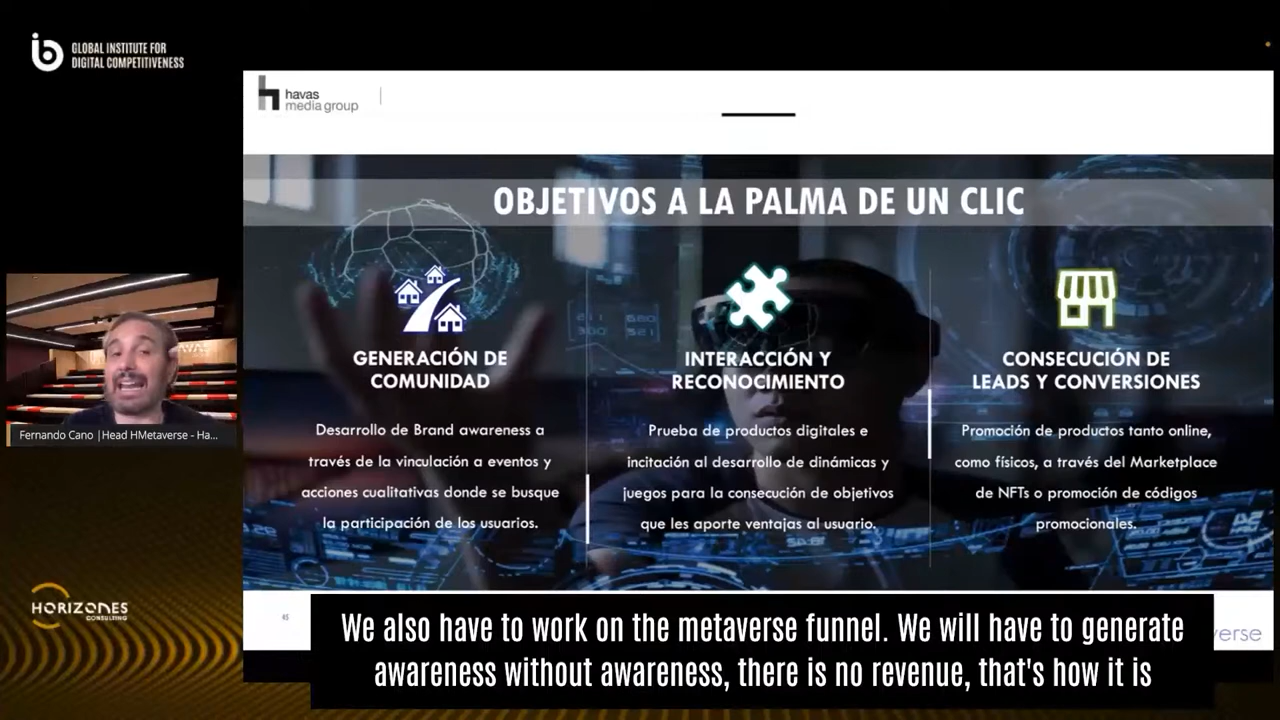 GLOBAL INSTITUTE FOR
DIGITAL COMPETITIVENESS
havas
media group
OBJETIVOS A LA PALMA DE UN CLIC
GENERACIÓN DE
COMUNIDAD
Desarrollo de Brand awareness a
través de la vinculación a eventos y
acciones cualitativas donde se busque
la participación de los usuarios.
INTERACCIÓN Y
RECONOCIMIENTO
Prueba de productos digitales e
incitación al desarrollo de dinámicas y
juegos para la consecución de objetivos
que les aporte ventajas al usuario.
CONSECUCIÓN DE
LEADS Y CONVERSIONES
Promoción de productos tanto online,
como físicos, a través del Marketplace
de NFTs o promoción de códigos
promocionales.
Fernando Cano |Head HMetaverse - Ha...
HORIZONES
CONSULTING
45
verse
We also have to work on the metaverse funnel. We will have to generate
awareness without awareness, there is no revenue, that's how it is